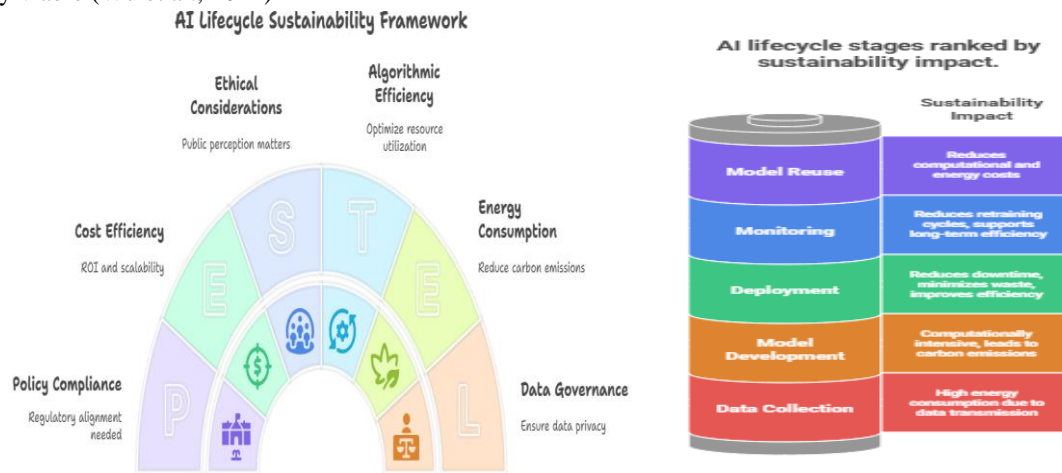 AI Lifecycle Sustainability Framework
Ethical
Considerations
Public perception matters
Algorithmic
Efficiency
Optimize resource
utilization
Cost Efficiency
ROI and scalability
Energy
Consumption
Reduce carbon emissions
Policy Compliance
Regulatory alignment
needed
Data Governance
Ensure data privacy
P
E
S
T
E
L
AI lifecycle stages ranked by
sustainability impact.
Sustainability
Impact
Model Reuse
Reduces
computational and
energy costs
Monitoring
Reduces retraining
cycles, supports
long-term efficiency
Deployment
Reduces downtime,
minimizes waste,
improves efficiency
Model
Development
Computationally
intensive, leads to
carbon emissions
Data Collection
High energy
consumption due to
data transmission